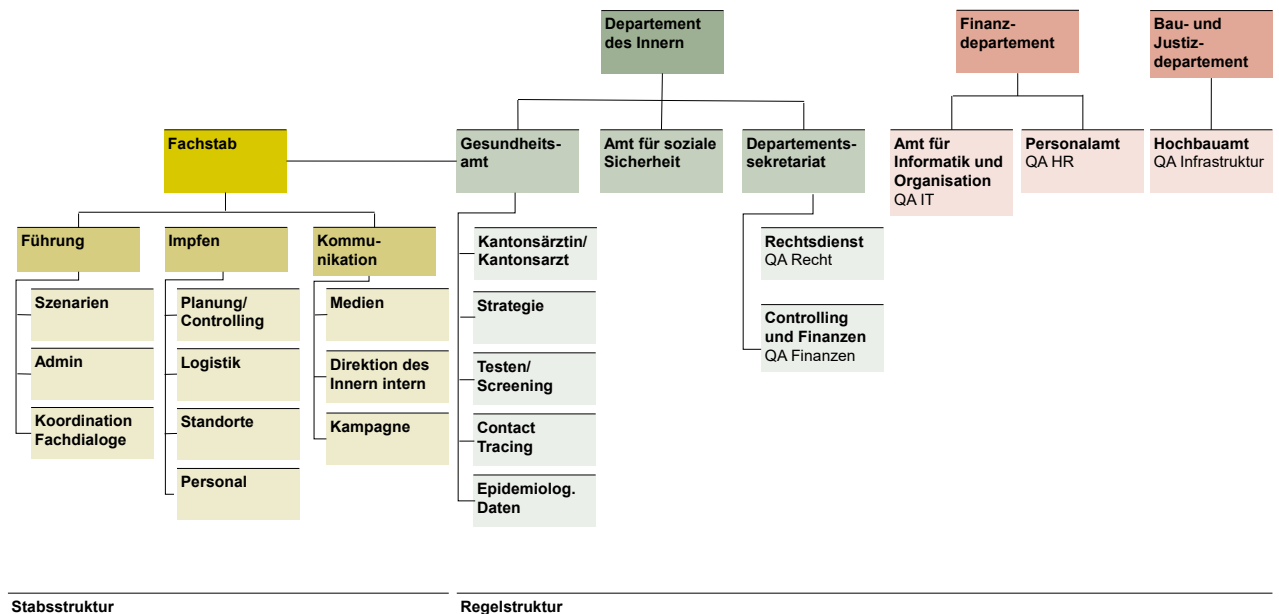 Departement
des Innern
Finanz-
departement
Bau- und
Justiz-
departement
Fachstab
Gesundheits-
amt
Amt für soziale
Sicherheit
Departements-
sekretariat
Amt für
Informatik und
Organisation
QA IT
Personalamt
QA HR
Hochbauamt
QA Infrastruktur
Führung
Szenarien
Admin
Koordination
Fachdialoge
Impfen
Planung/
Controlling
Logistik
Standorte
Personal
Kommu-
nikation
Medien
Direktion des
Innern intern
Kampagne
Kantonsärztin/
Kantonsarzt
Strategie
Testen/
Screening
Contact
Tracing
Epidemiolog.
Daten
Rechtsdienst
QA Recht
Controlling
und Finanzen
QA Finanzen
Stabsstruktur
Regelstruktur